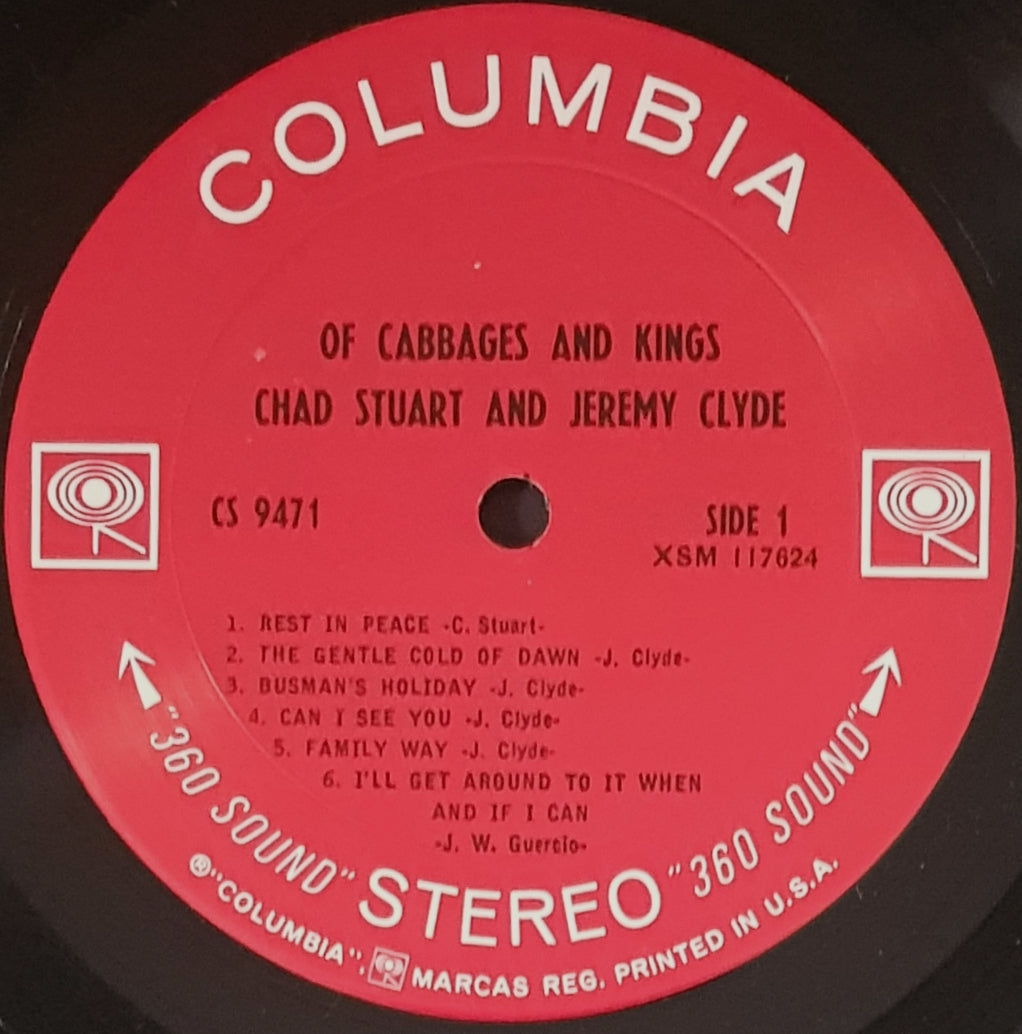 COLUMBIA
OF CABBAGES AND KINGS
CHAD STUART AND JEREMY CLYDE
CS 9471
SIDE 1
XSM 117624
1. REST IN PEACE -C. Stuart-
2. THE GENTLE COLD OF DAWN -J. Clyde-
3. BUSMAN'S HOLIDAY -J. Clyde-
4. CAN I SEE YOU -J. Clyde-
5. FAMILY WAY -J. Clyde-
6. I'LL GET AROUND TO IT WHEN
AND IF I CAN
-J. W. Guercio-
"360 SOUND" STEREO "360 SOUND"
®"COLUMBIA", MARCAS REG. PRINTED IN U.S.A.